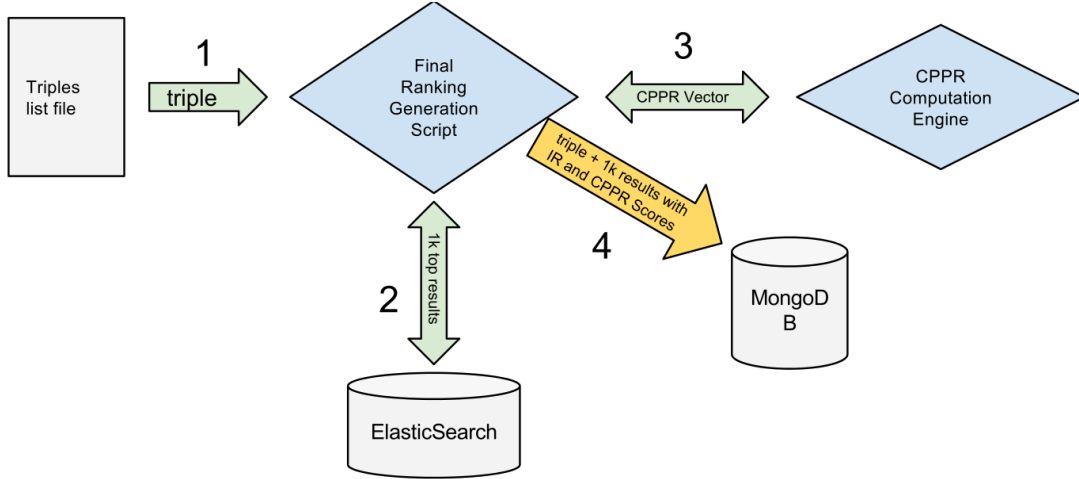 1
3
Triples
list file
triple
Final
Ranking
Generation
Script
CPPR Vector
CPPR
Computation
Engine
triple + 1k results with
IR and CPPR Scores
4
2
1k top results
MongoD
B
ElasticSearch